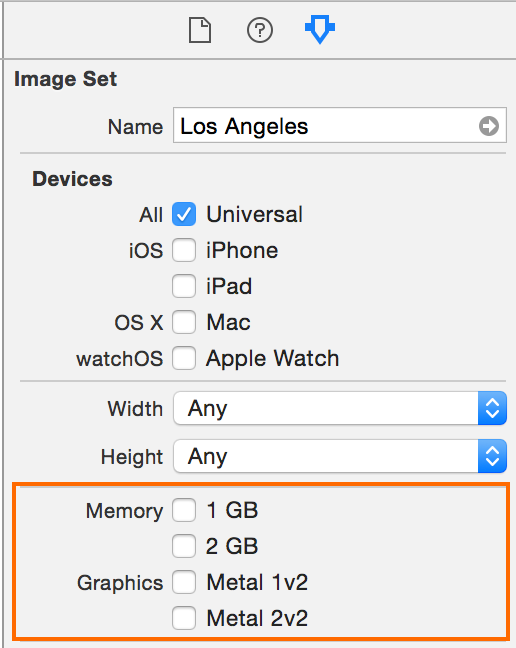 ?
Image Set
Name Los Angeles
Devices
All Universal
iOS iPhone
iPad
OS X Mac
watchOS Apple Watch
Width Any
Height Any
Memory 1 GB
2 GB
Graphics Metal 1v2
Metal 2v2